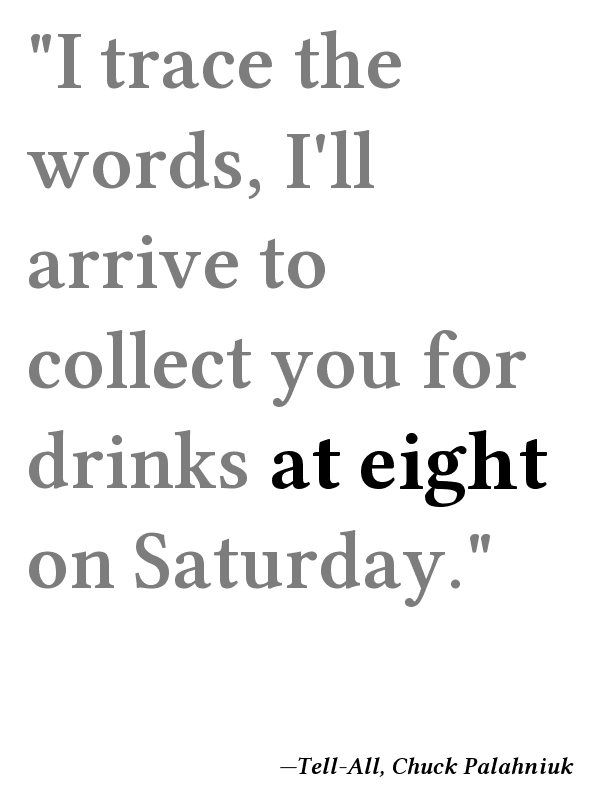 "I trace the
words, I'll
arrive to
collect you for
drinks at eight
on Saturday."
—Tell-All, Chuck Palahniuk